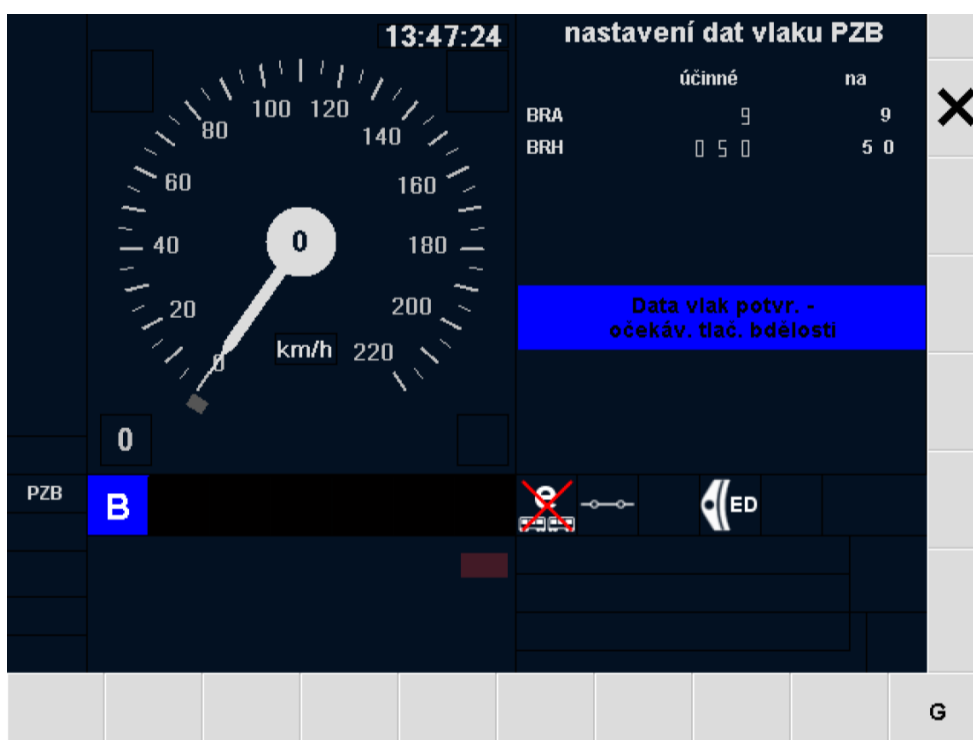 13:47:24
nastavení dat vlaku PZB
účinné na
BRA 9 9
BRH 0 5 0 5 0
Data vlak potvr. -
očekáv. tlač. bdělosti
0
20
40
60
80
100
120
140
160
180
200
220
0
km/h
0
PZB
B
e
ED
G